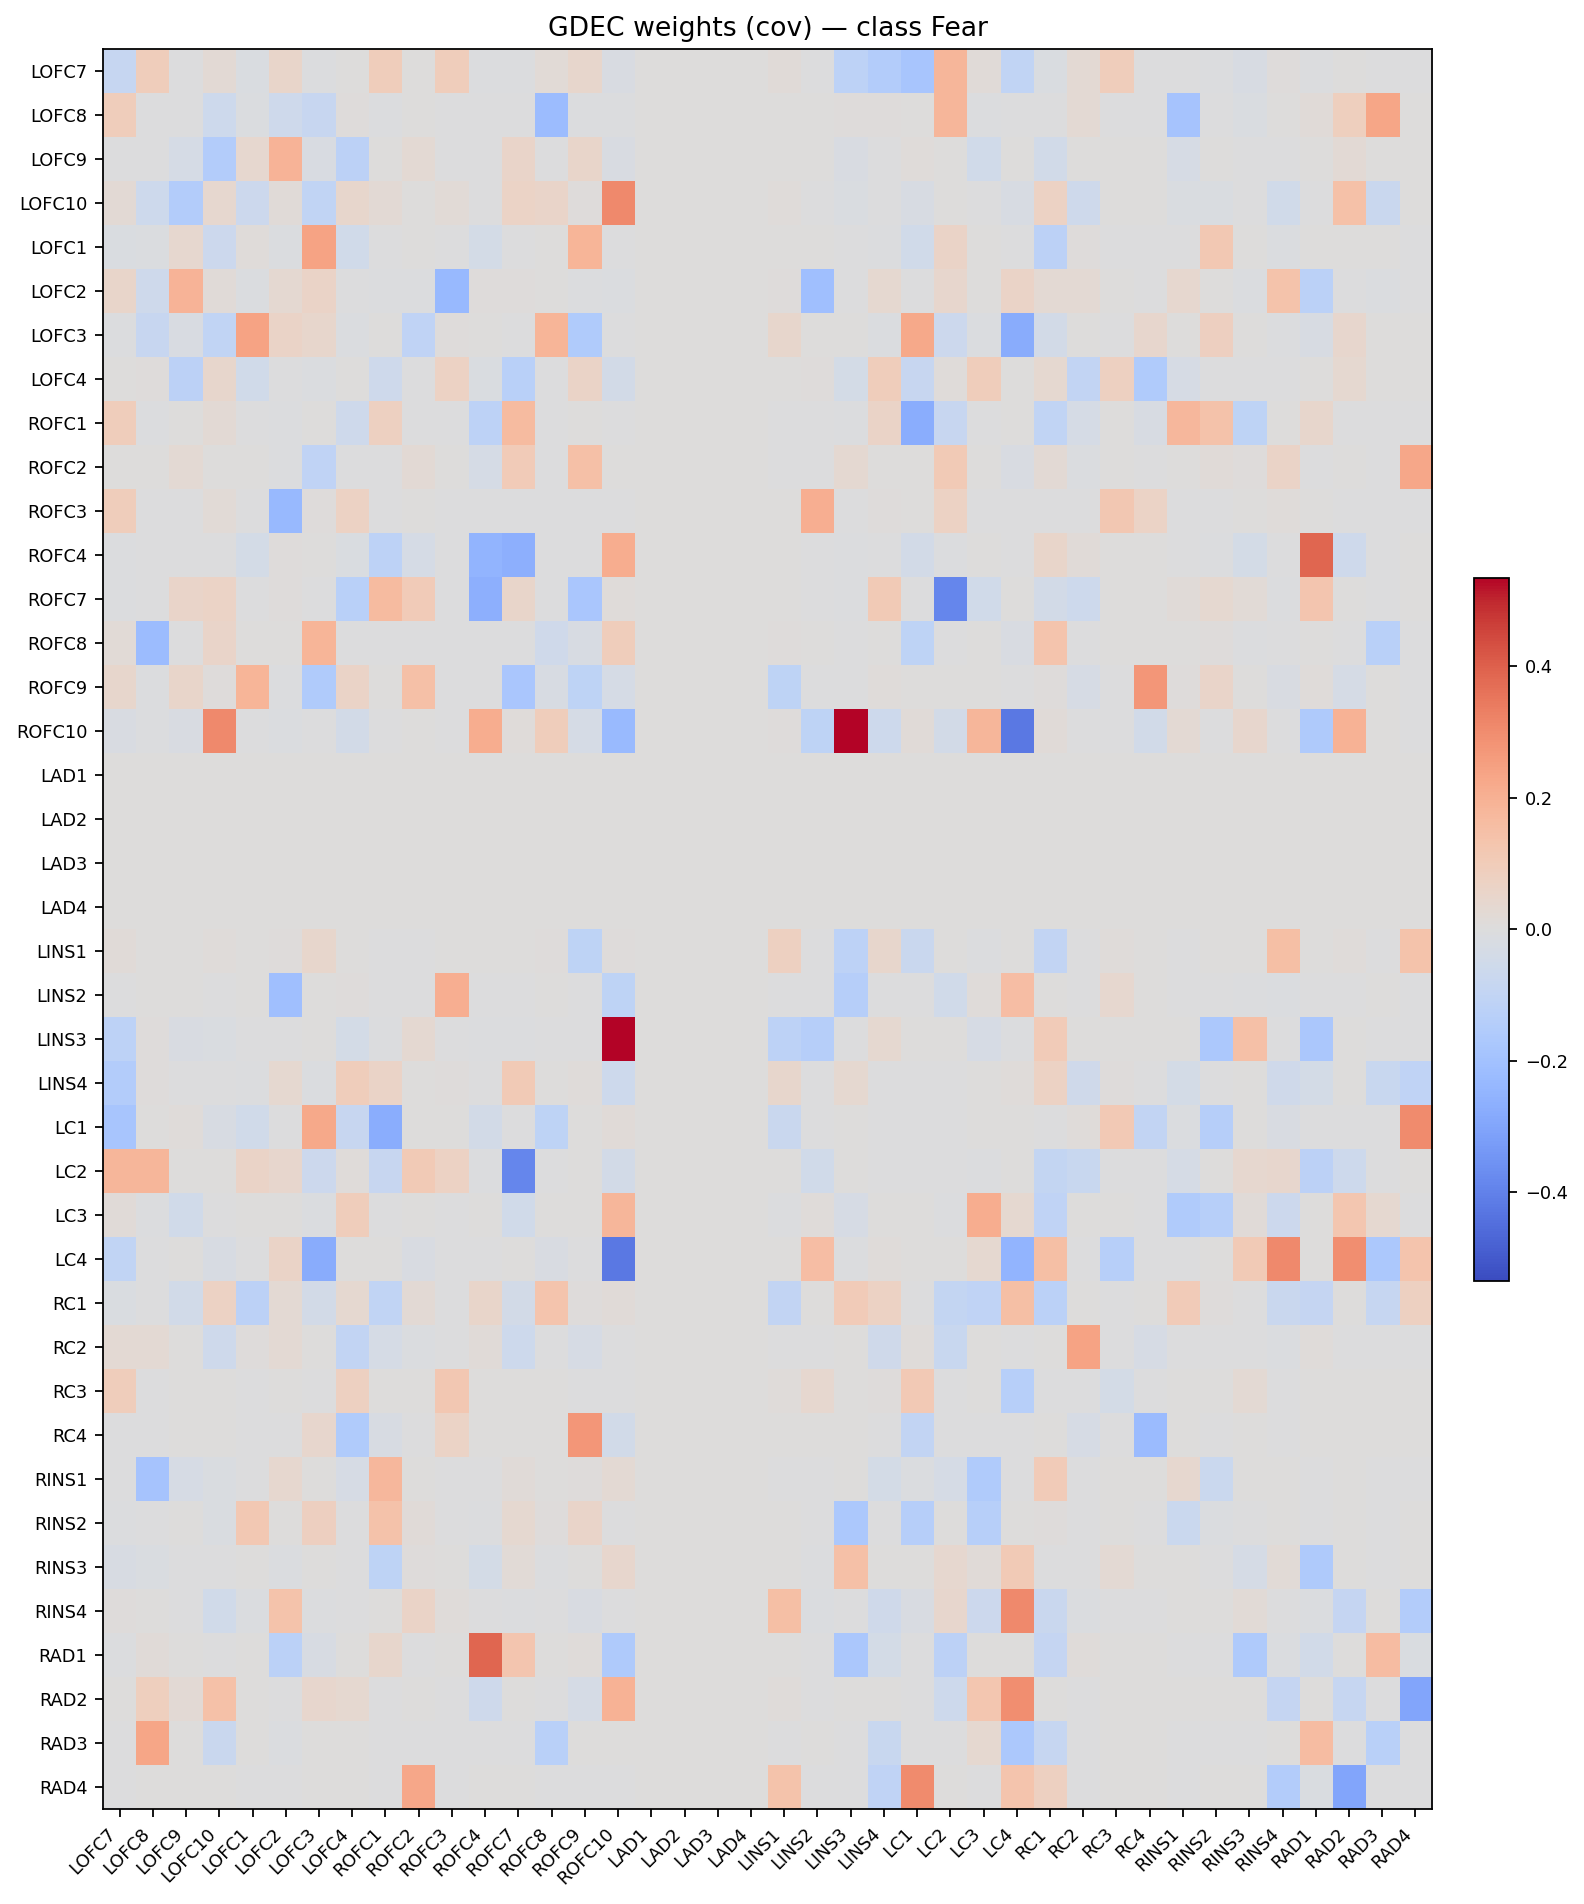 GDEC weights (cov) — class Fear
LOFC7
LOFC8
LOFC9
LOFC10
LOFC1
LOFC2
LOFC3
LOFC4
ROFC1
ROFC2
ROFC3
ROFC4
ROFC7
ROFC8
ROFC9
ROFC10
LAD1
LAD2
LAD3
LAD4
LINS1
LINS2
LINS3
LINS4
LC1
LC2
LC3
LC4
RC1
RC2
RC3
RC4
RINS1
RINS2
RINS3
RINS4
RAD1
RAD2
RAD3
RAD4
LOFC7 LOFC8 LOFC9 LOFC10 LOFC1 LOFC2 LOFC3 LOFC4 ROFC1 ROFC2 ROFC3 ROFC4 ROFC7 ROFC8 ROFC9 ROFC10 LAD1 LAD2 LAD3 LAD4 LINS1 LINS2 LINS3 LINS4 LC1 LC2 LC3 LC4 RC1 RC2 RC3 RC4 RINS1 RINS2 RINS3 RINS4 RAD1 RAD2 RAD3 RAD4
0.4
0.2
0.0
−0.2
−0.4